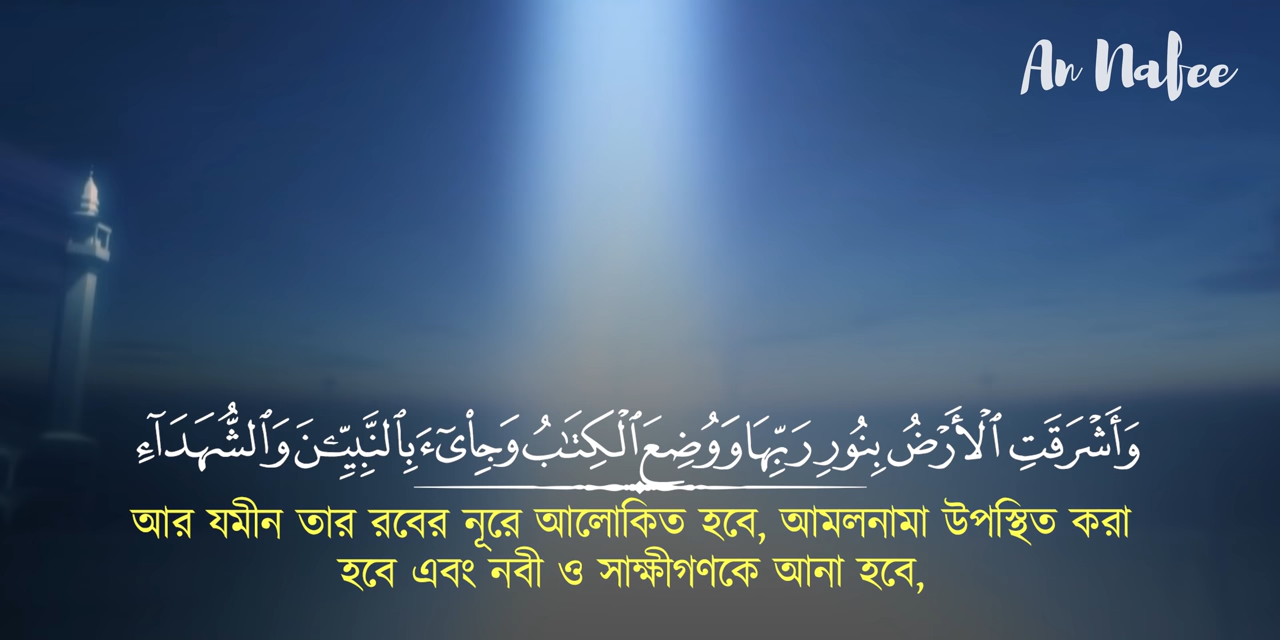 An Nafee
وَأَشْرَقَتِ ٱلْأَرْضُ بِنُورِ رَبِّهَا وَوُضِعَ ٱلْكِتَٰبُ وَجِا۟ىٓءَ بِٱلنَّبِيِّـۧنَ وَٱلشُّهَدَآءِ
আর যমীন তার রবের নূরে আলোকিত হবে, আমলনামা উপস্থিত করা
হবে এবং নবী ও সাক্ষীগণকে আনা হবে,